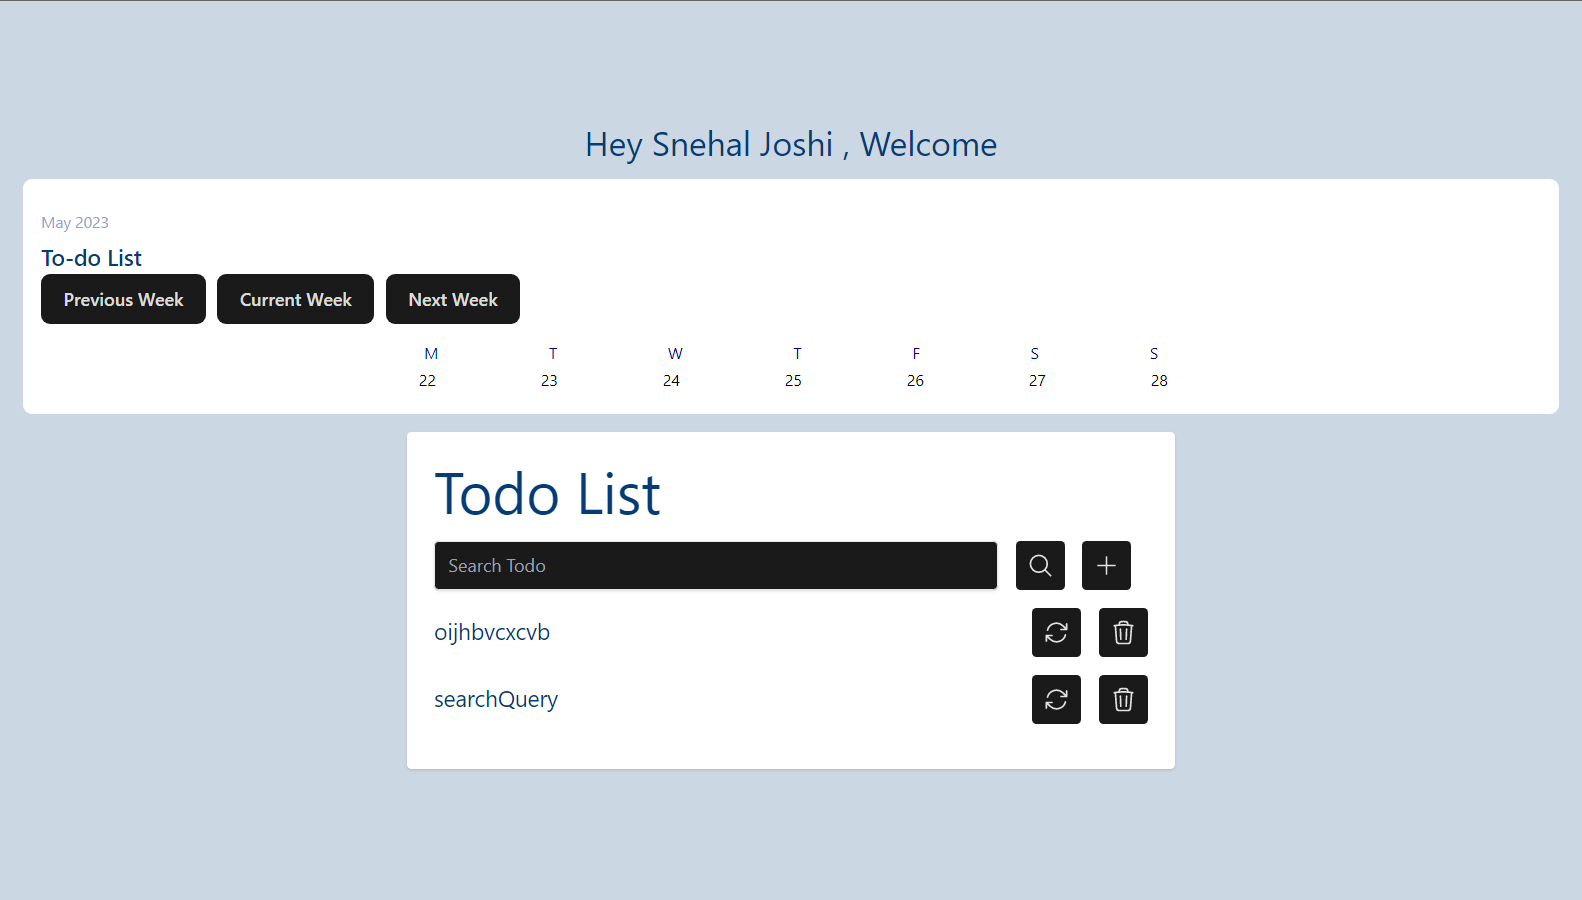 Hey Snehal Joshi , Welcome
May 2023
To-do List
Previous Week Current Week Next Week
M T W T F S S
22 23 24 25 26 27 28
Todo List
Search Todo
oijhbvcxcvb
searchQuery